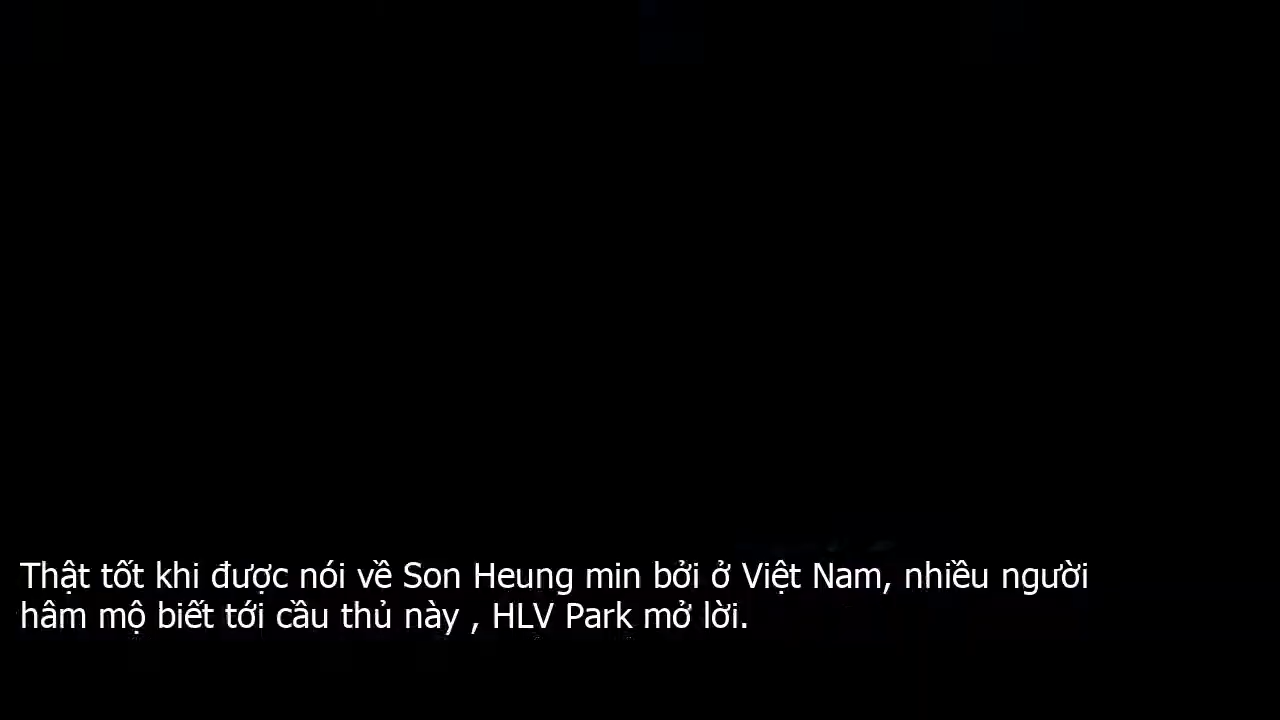 Thật tốt khi được nói về Son Heung min bởi ở Việt Nam, nhiều người
hâm mộ biết tới cầu thủ này , HLV Park mở lời.